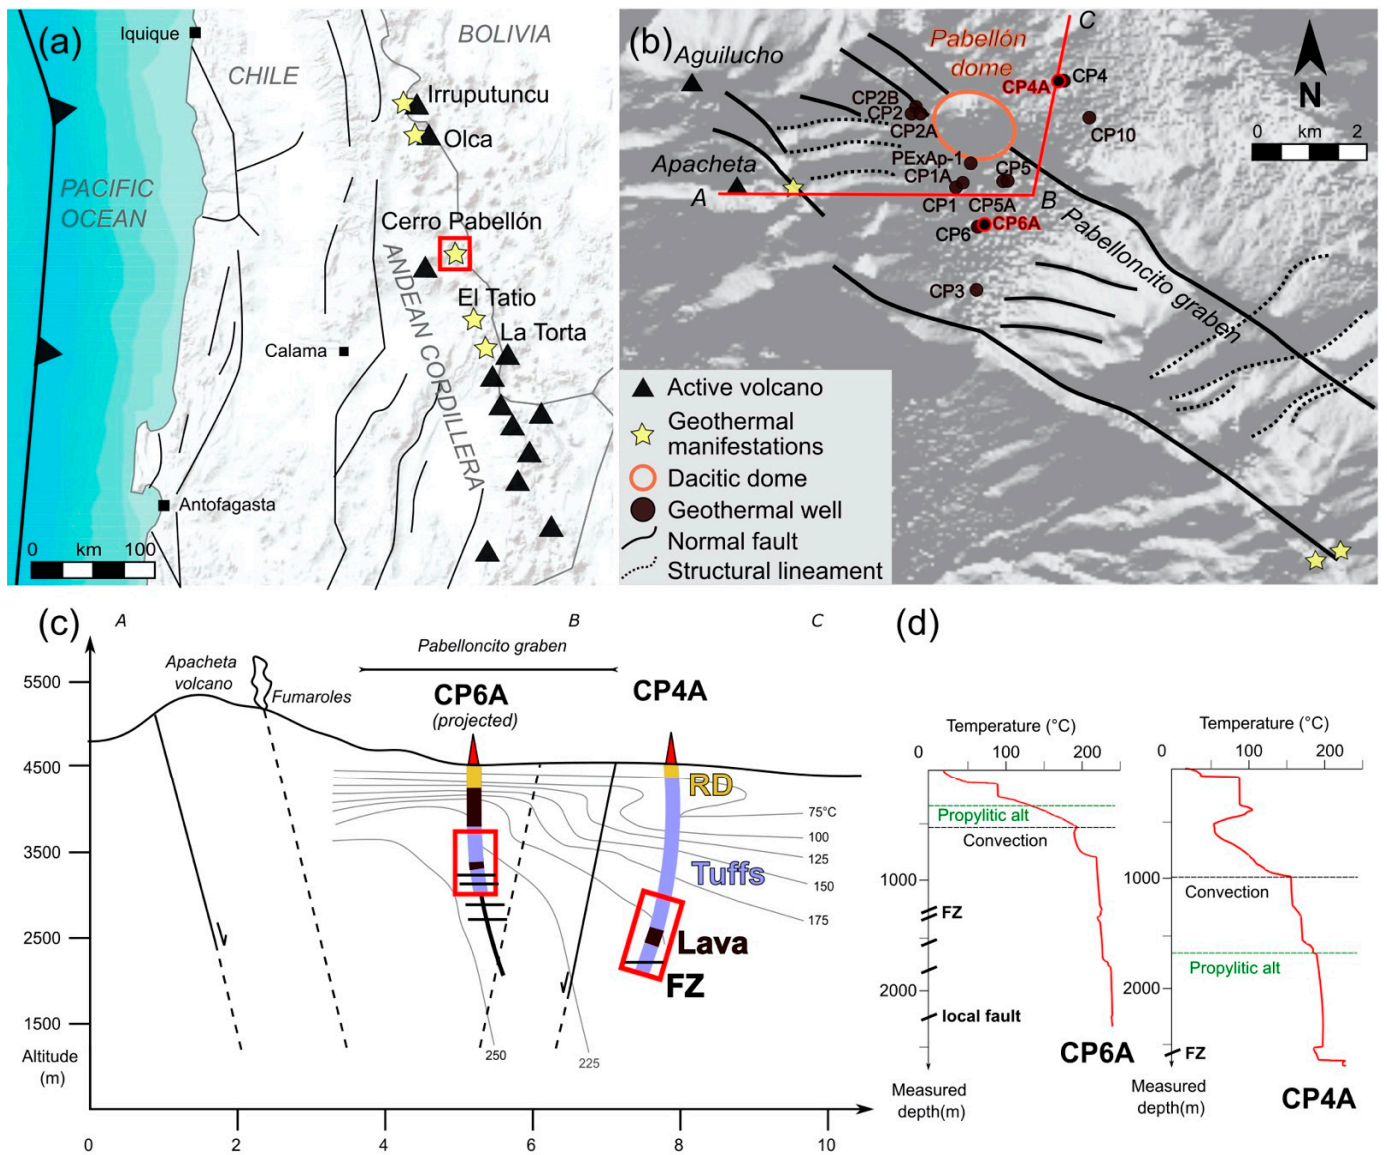 (a)
Iquique
CHILE
BOLIVIA
Irruputuncu
Olca
PACIFIC
OCEAN
Cerro Pabellón
ANDEAN CORDILLERA
El Tatio
La Torta
Calama
Antofagasta
0 km 100
(b)
Aguilucho
Pabellón
dome
C
CP4A
CP4
N
CP2B
CP2
CP2A
CP10
0 km 2
Apacheta
PExAp-1
CP1A
CP5
A
CP1
CP5A
B
CP6
CP6A
Pabelloncito graben
CP3
Active volcano
Geothermal
manifestations
Dacitic dome
Geothermal well
Normal fault
Structural lineament
(c)
A
B
C
Pabelloncito graben
Apacheta
volcano
Fumaroles
CP6A
(projected)
CP4A
5500
4500
3500
2500
1500
Altitude
(m)
RD
Tuffs
Lava
FZ
75°C
100
125
150
175
250
225
0 2 4 6 8 10
(d)
Temperature (°C)
0 100 200
Propylitic alt
Convection
1000
FZ
2000
local fault
CP6A
Measured
depth(m)
Temperature (°C)
0 100 200
1000
Convection
Propylitic alt
2000
FZ
Measured
depth(m)
CP4A